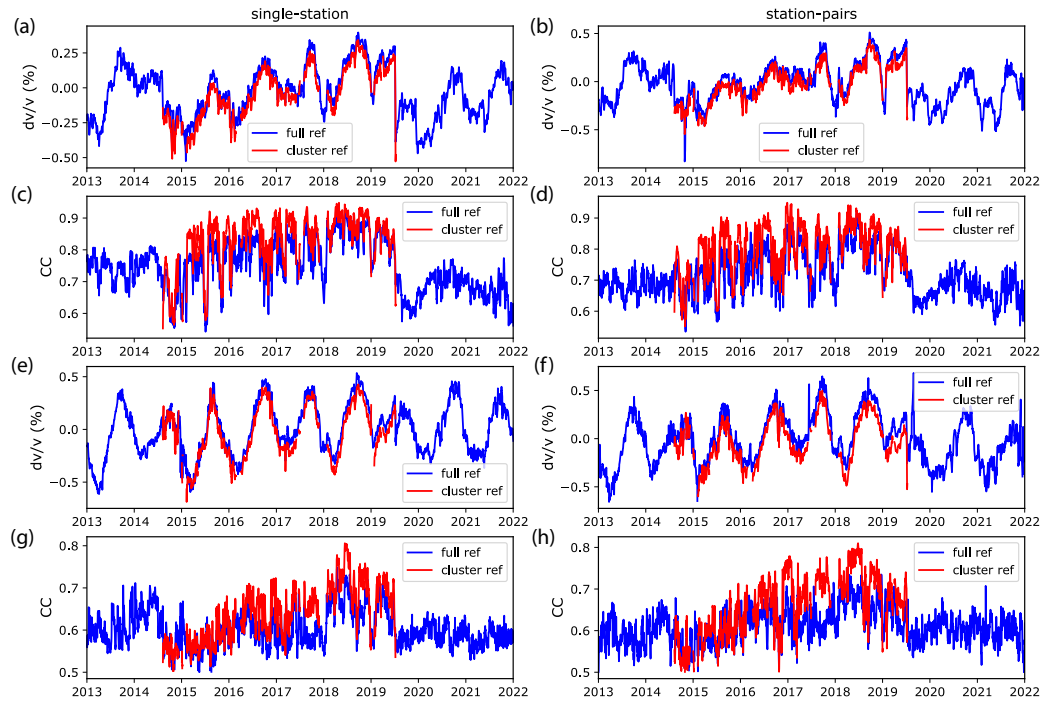 single-station
station-pairs
(a)
dv/v (%)
0.25
0.00
−0.25
−0.50
full ref
cluster ref
2013 2014 2015 2016 2017 2018 2019 2020 2021 2022
(b)
dv/v (%)
0.5
0.0
−0.5
full ref
cluster ref
2013 2014 2015 2016 2017 2018 2019 2020 2021 2022
(c)
CC
0.9
0.8
0.7
0.6
full ref
cluster ref
2013 2014 2015 2016 2017 2018 2019 2020 2021 2022
(d)
CC
0.9
0.8
0.7
0.6
full ref
cluster ref
2013 2014 2015 2016 2017 2018 2019 2020 2021 2022
(e)
dv/v (%)
0.5
0.0
−0.5
full ref
cluster ref
2013 2014 2015 2016 2017 2018 2019 2020 2021 2022
(f)
dv/v (%)
0.5
0.0
−0.5
full ref
cluster ref
2013 2014 2015 2016 2017 2018 2019 2020 2021 2022
(g)
CC
0.8
0.7
0.6
0.5
full ref
cluster ref
2013 2014 2015 2016 2017 2018 2019 2020 2021 2022
(h)
CC
0.8
0.7
0.6
0.5
full ref
cluster ref
2013 2014 2015 2016 2017 2018 2019 2020 2021 2022